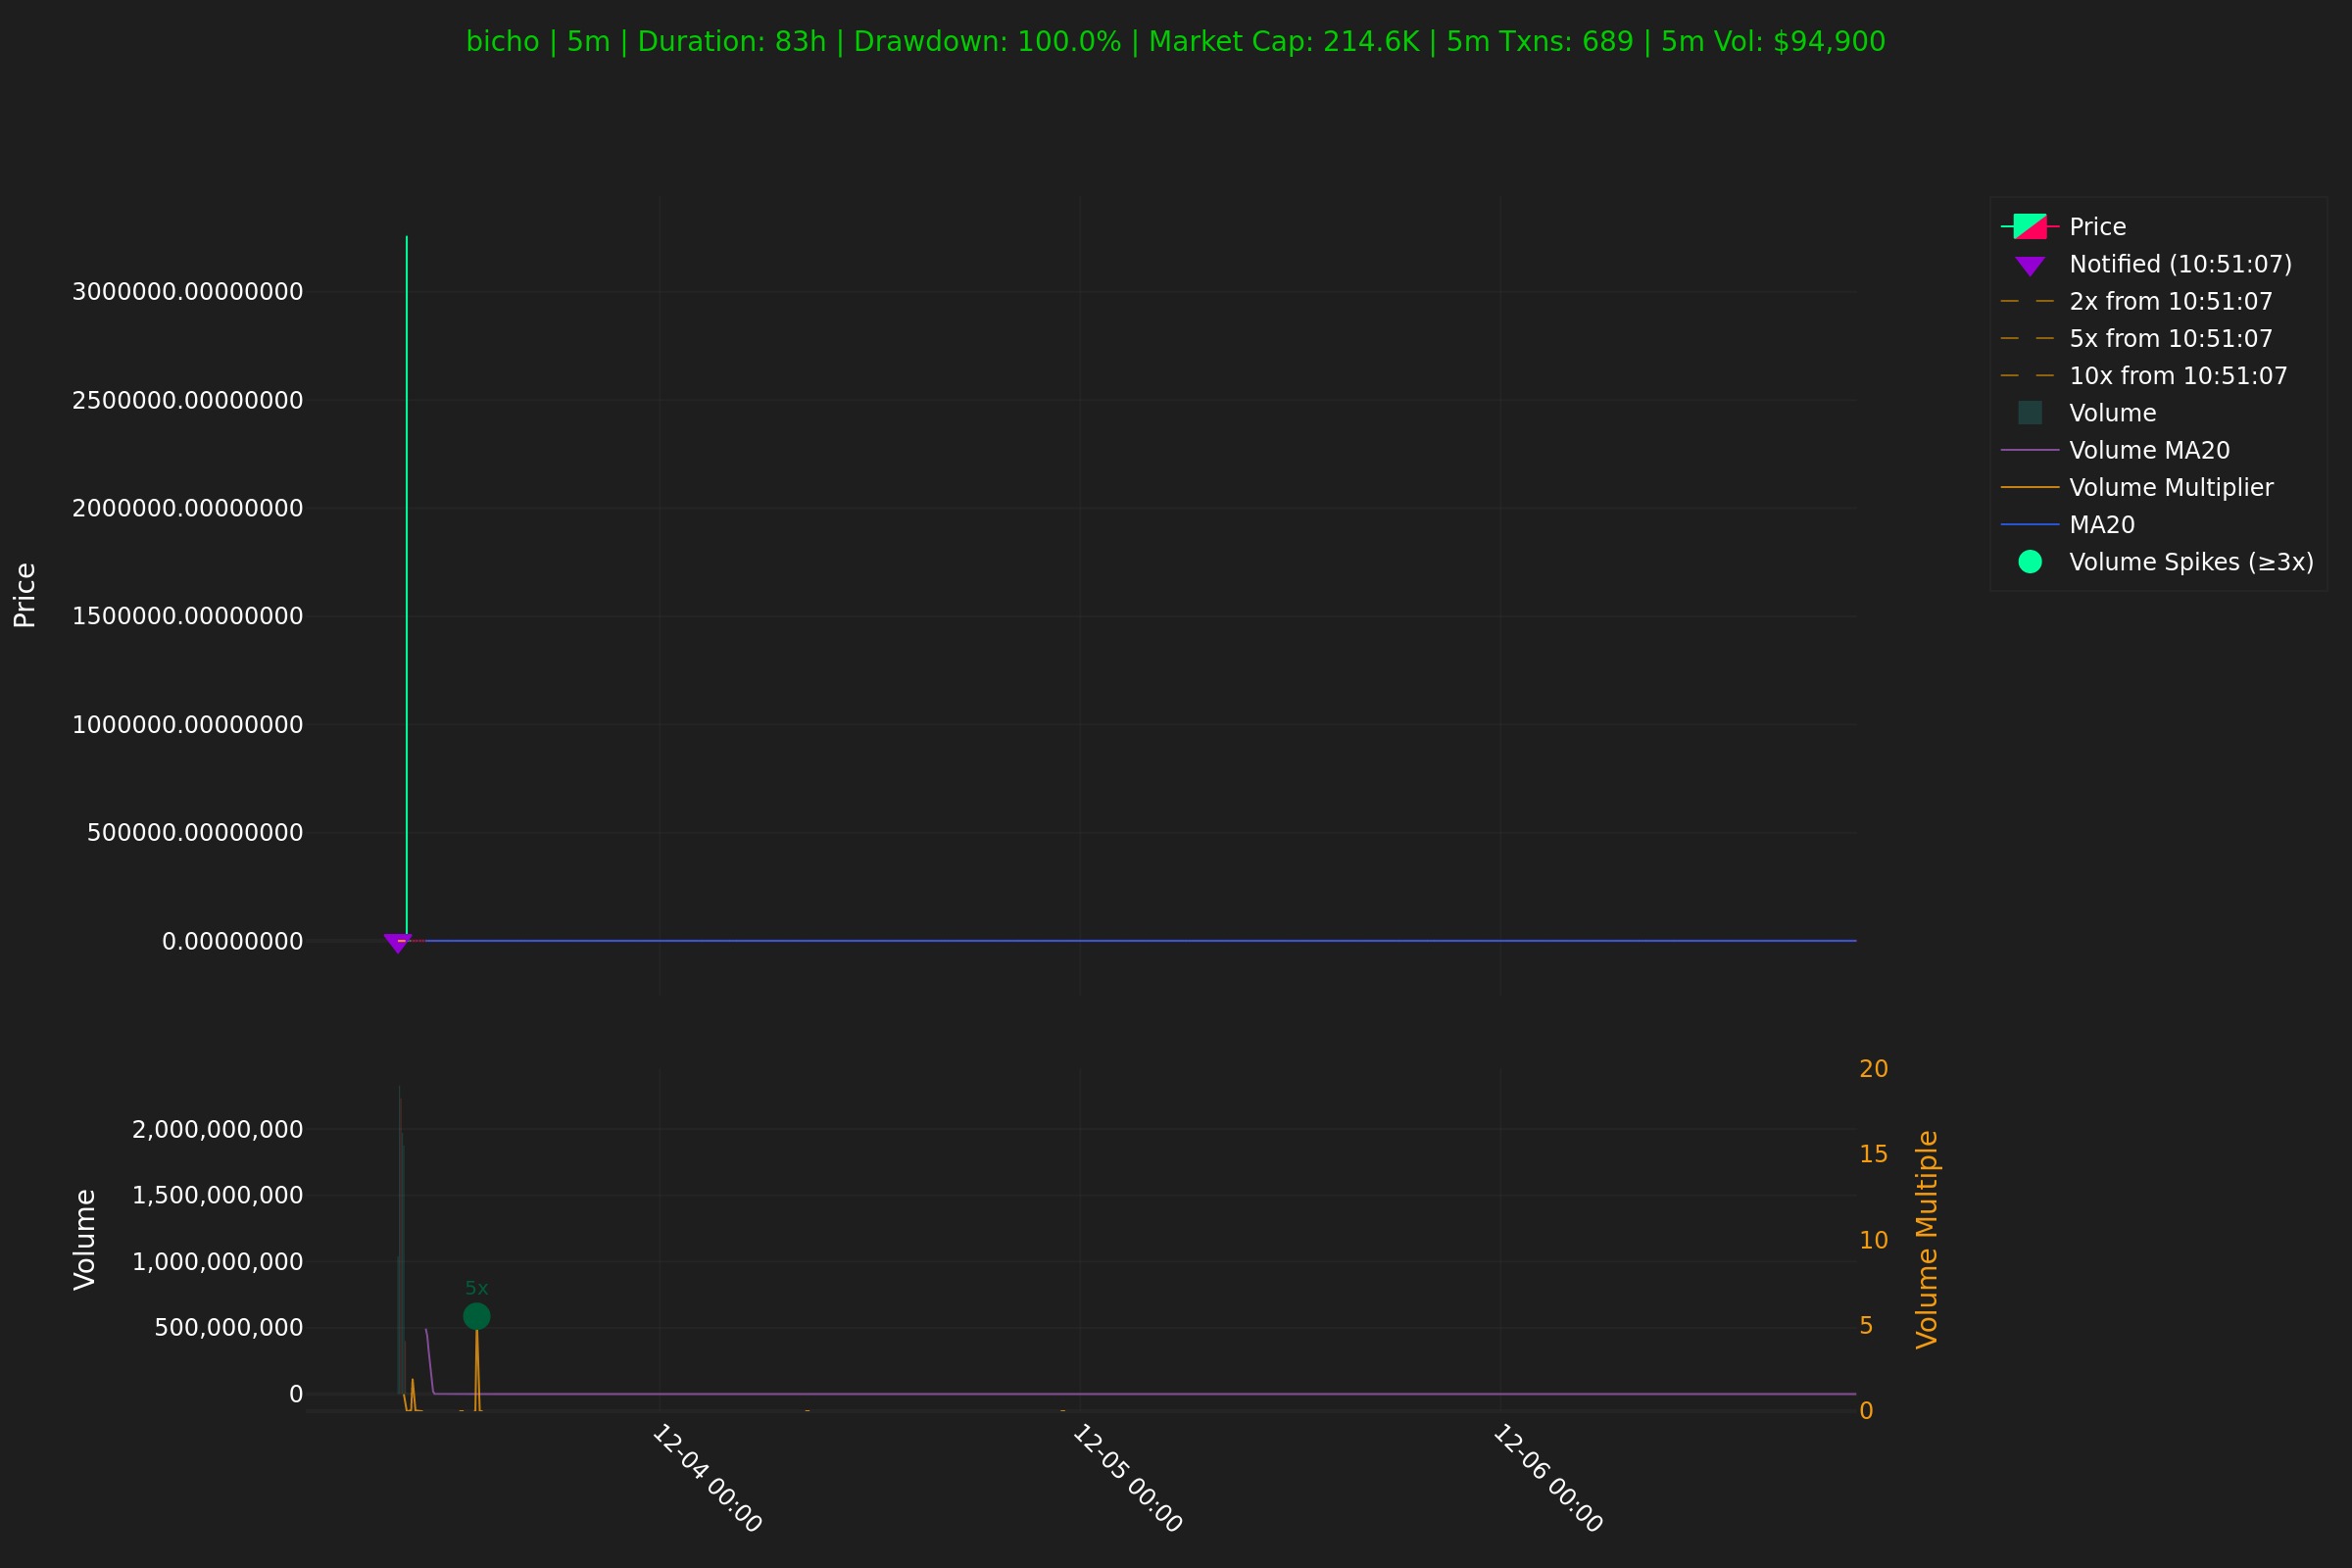 bicho | 5m | Duration: 83h | Drawdown: 100.0% | Market Cap: 214.6K | 5m Txns: 689 | 5m Vol: $94,900
Price
3000000.00000000
2500000.00000000
2000000.00000000
1500000.00000000
1000000.00000000
500000.00000000
0.00000000
Price
Notified (10:51:07)
2x from 10:51:07
5x from 10:51:07
10x from 10:51:07
Volume
Volume MA20
Volume Multiplier
MA20
Volume Spikes (≥3x)
Volume
2,000,000,000
1,500,000,000
1,000,000,000
500,000,000
0
5x
20
15
10
5
0
Volume Multiple
12-04 00:00
12-05 00:00
12-06 00:00